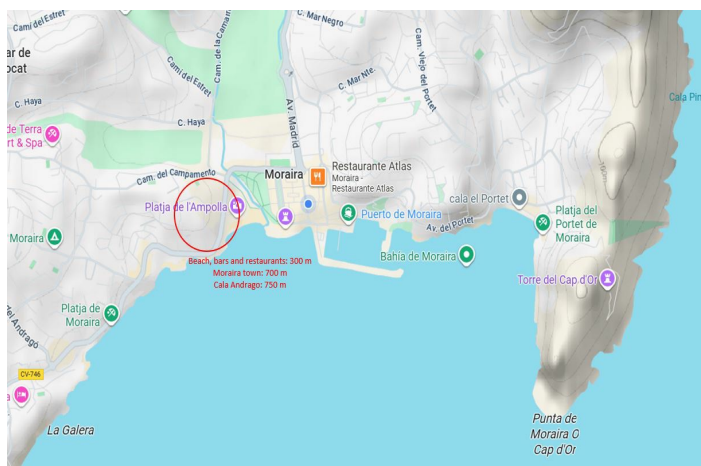 Camí del Estret
Cam. de la Camarin
C. Mar Negro
ar de
ocat
Camí del Estret
C. Mar Nte.
Cam. Viejo del Portet
Cala Pin
C. Haya
C. Haya
Av. Madrid
de Terra
rt & Spa
Cam. del Campamento
Moraira
Restaurante Atlas
Moraira -
Restaurante Atlas
cala el Portet
Platja de l'Ampolla
Puerto de Moraira
Av. del Portet
Platja del
Portet de
Moraira
Moraira
Bahía de Moraira
Beach, bars and restaurants: 300 m
Moraira town: 700 m
Cala Andrago: 750 m
Torre del Cap d'Or
Platja de
Moraira
del Andragó
CV-746
a
La Galera
Punta de
Moraira O
Cap d'Or